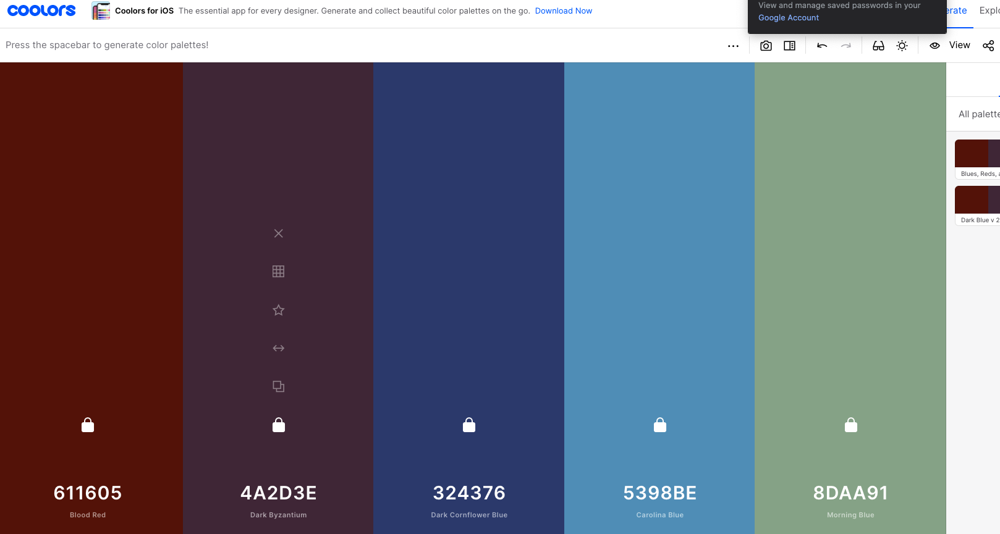 coolors
Coolors for iOS The essential app for every designer. Generate and collect beautiful color palettes on the go. Download Now
View and manage saved passwords in your
Google Account
erate
Explo
Press the spacebar to generate color palettes!
View
All palette
Blues, Reds, a
Dark Blue v 2
611605
Blood Red
4A2D3E
Dark Byzantium
324376
Dark Cornflower Blue
5398BE
Carolina Blue
8DAA91
Morning Blue